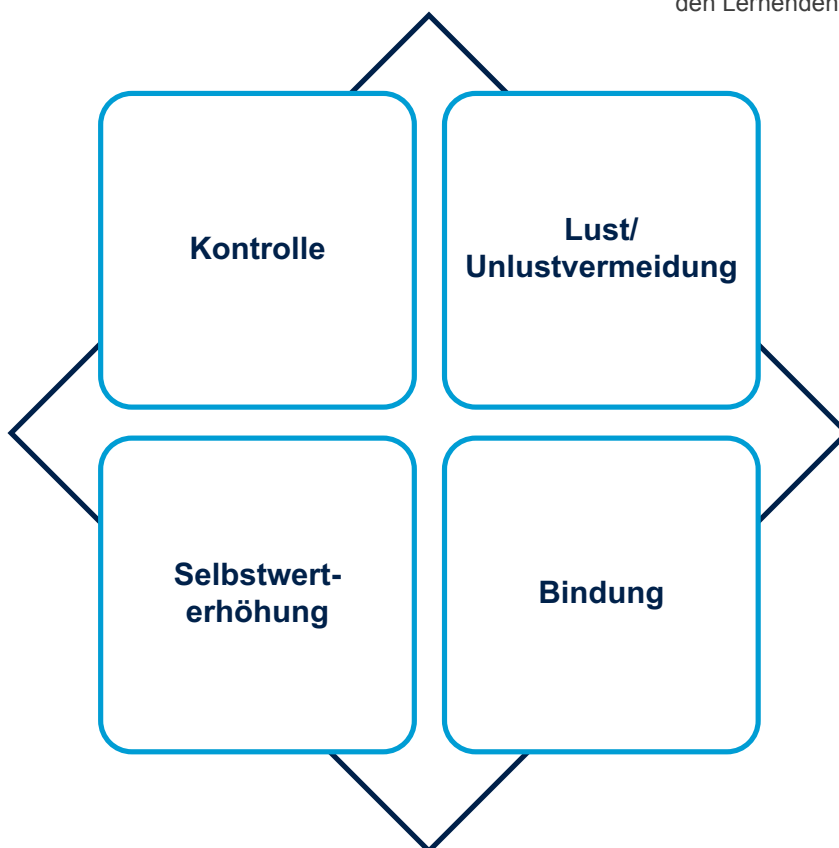 den Lernenden
Kontrolle
Lust/
Unlustvermeidung
Selbstwert-
erhöhung
Bindung